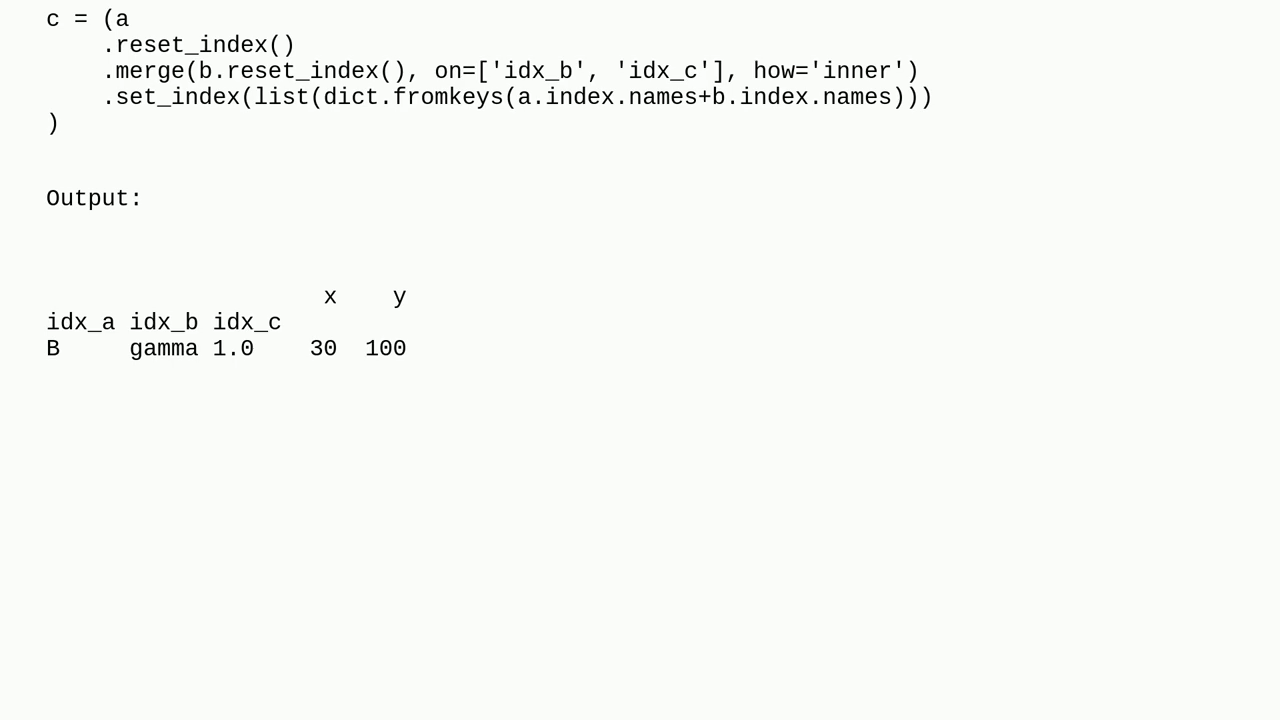 c = (a
    .reset_index()
    .merge(b.reset_index(), on=['idx_b', 'idx_c'], how='inner')
    .set_index(list(dict.fromkeys(a.index.names+b.index.names)))
)
Output:
                    x    y
idx_a idx_b idx_c
B     gamma 1.0    30  100